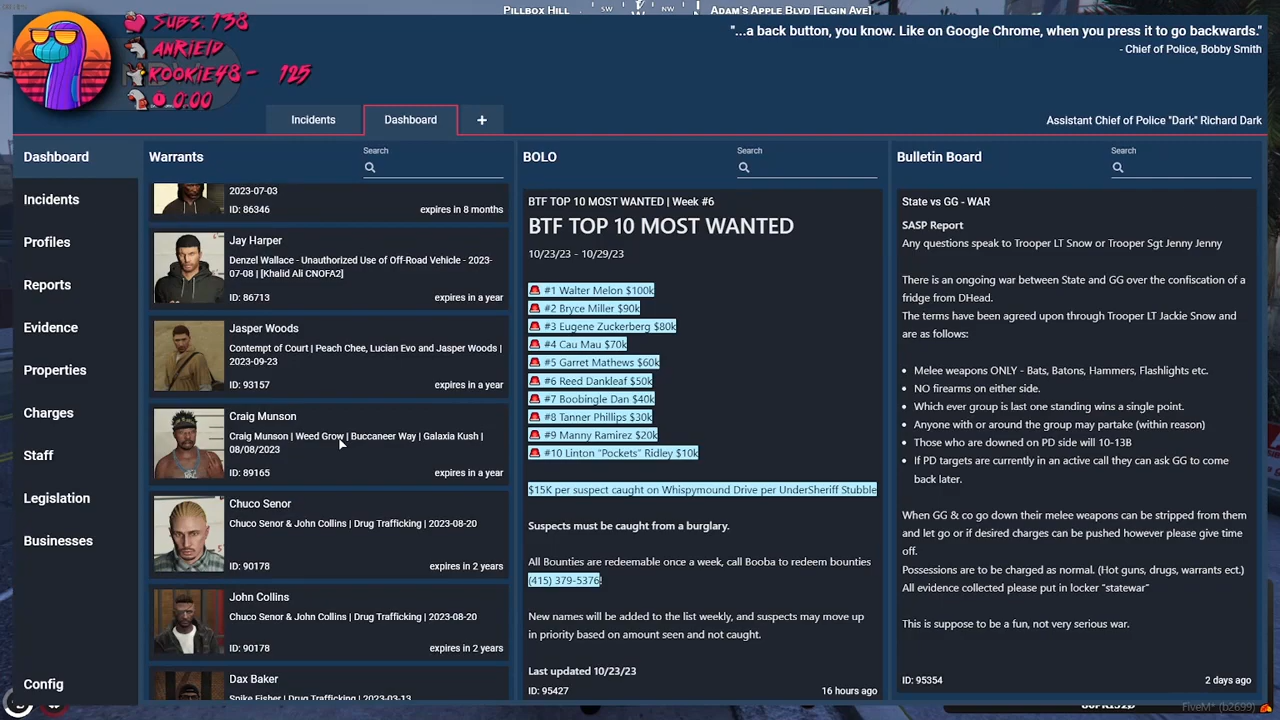 PILLBOX HILL
SW
W
NW
N
ADAM'S APPLE BLVD [ELGIN AVE]
SUBS: 138
ANRIEID
ROOKIE48 - 125
0:00
"...a back button, you know. Like on Google Chrome, when you press it to go backwards."
- Chief of Police, Bobby Smith
Incidents
Dashboard
+
Assistant Chief of Police "Dark" Richard Dark
Dashboard
Incidents
Profiles
Reports
Evidence
Properties
Charges
Staff
Legislation
Businesses
Config
Warrants
Search
2023-07-03
ID: 86346
expires in 8 months
Jay Harper
Denzel Wallace - Unauthorized Use of Off-Road Vehicle - 2023-
07-08 | [Khalid Ali CNOFA2]
ID: 86713
expires in a year
Jasper Woods
Contempt of Court | Peach Chee, Lucian Evo and Jasper Woods |
2023-09-23
ID: 93157
expires in a year
Craig Munson
Craig Munson | Weed Grow | Buccaneer Way | Galaxia Kush |
08/08/2023
ID: 89165
expires in a year
Chuco Senor
Chuco Senor & John Collins | Drug Trafficking | 2023-08-20
ID: 90178
expires in 2 years
John Collins
Chuco Senor & John Collins | Drug Trafficking | 2023-08-20
ID: 90178
expires in 2 years
Dax Baker
Spike Fisher | Drug Trafficking | 2023-03-13
BOLO
Search
BTF TOP 10 MOST WANTED | Week #6
BTF TOP 10 MOST WANTED
10/23/23 - 10/29/23
🚨 #1 Walter Melon $100k
🚨 #2 Bryce Miller $90k
🚨 #3 Eugene Zuckerberg $80k
🚨 #4 Cau Mau $70k
🚨 #5 Garret Mathews $60k
🚨 #6 Reed Dankleaf $50k
🚨 #7 Boobingle Dan $40k
🚨 #8 Tanner Phillips $30k
🚨 #9 Manny Ramirez $20k
🚨 #10 Linton "Pockets" Ridley $10k
$15K per suspect caught on Whispymound Drive per UnderSheriff Stubble
Suspects must be caught from a burglary.
All Bounties are redeemable once a week, call Booba to redeem bounties
(415) 379-5376!
New names will be added to the list weekly, and suspects may move up
in priority based on amount seen and not caught.
Last updated 10/23/23
ID: 95427
16 hours ago
Bulletin Board
Search
State vs GG - WAR
SASP Report
Any questions speak to Trooper LT Snow or Trooper Sgt Jenny Jenny
There is an ongoing war between State and GG over the confiscation of a
fridge from DHead.
The terms have been agreed upon through Trooper LT Jackie Snow and
are as follows:
• Melee weapons ONLY - Bats, Batons, Hammers, Flashlights etc.
• NO firearms on either side.
• Which ever group is last one standing wins a single point.
• Anyone with or around the group may partake (within reason)
• Those who are downed on PD side will 10-13B
• If PD targets are currently in an active call they can ask GG to come
back later.
When GG & co go down their melee weapons can be stripped from them
and let go or if desired charges can be pushed however please give time
off.
Possessions are to be charged as normal. (Hot guns, drugs, warrants ect.)
All evidence collected please put in locker "statewar"
This is suppose to be a fun, not very serious war.
ID: 95354
2 days ago
FiveM* (b2699)